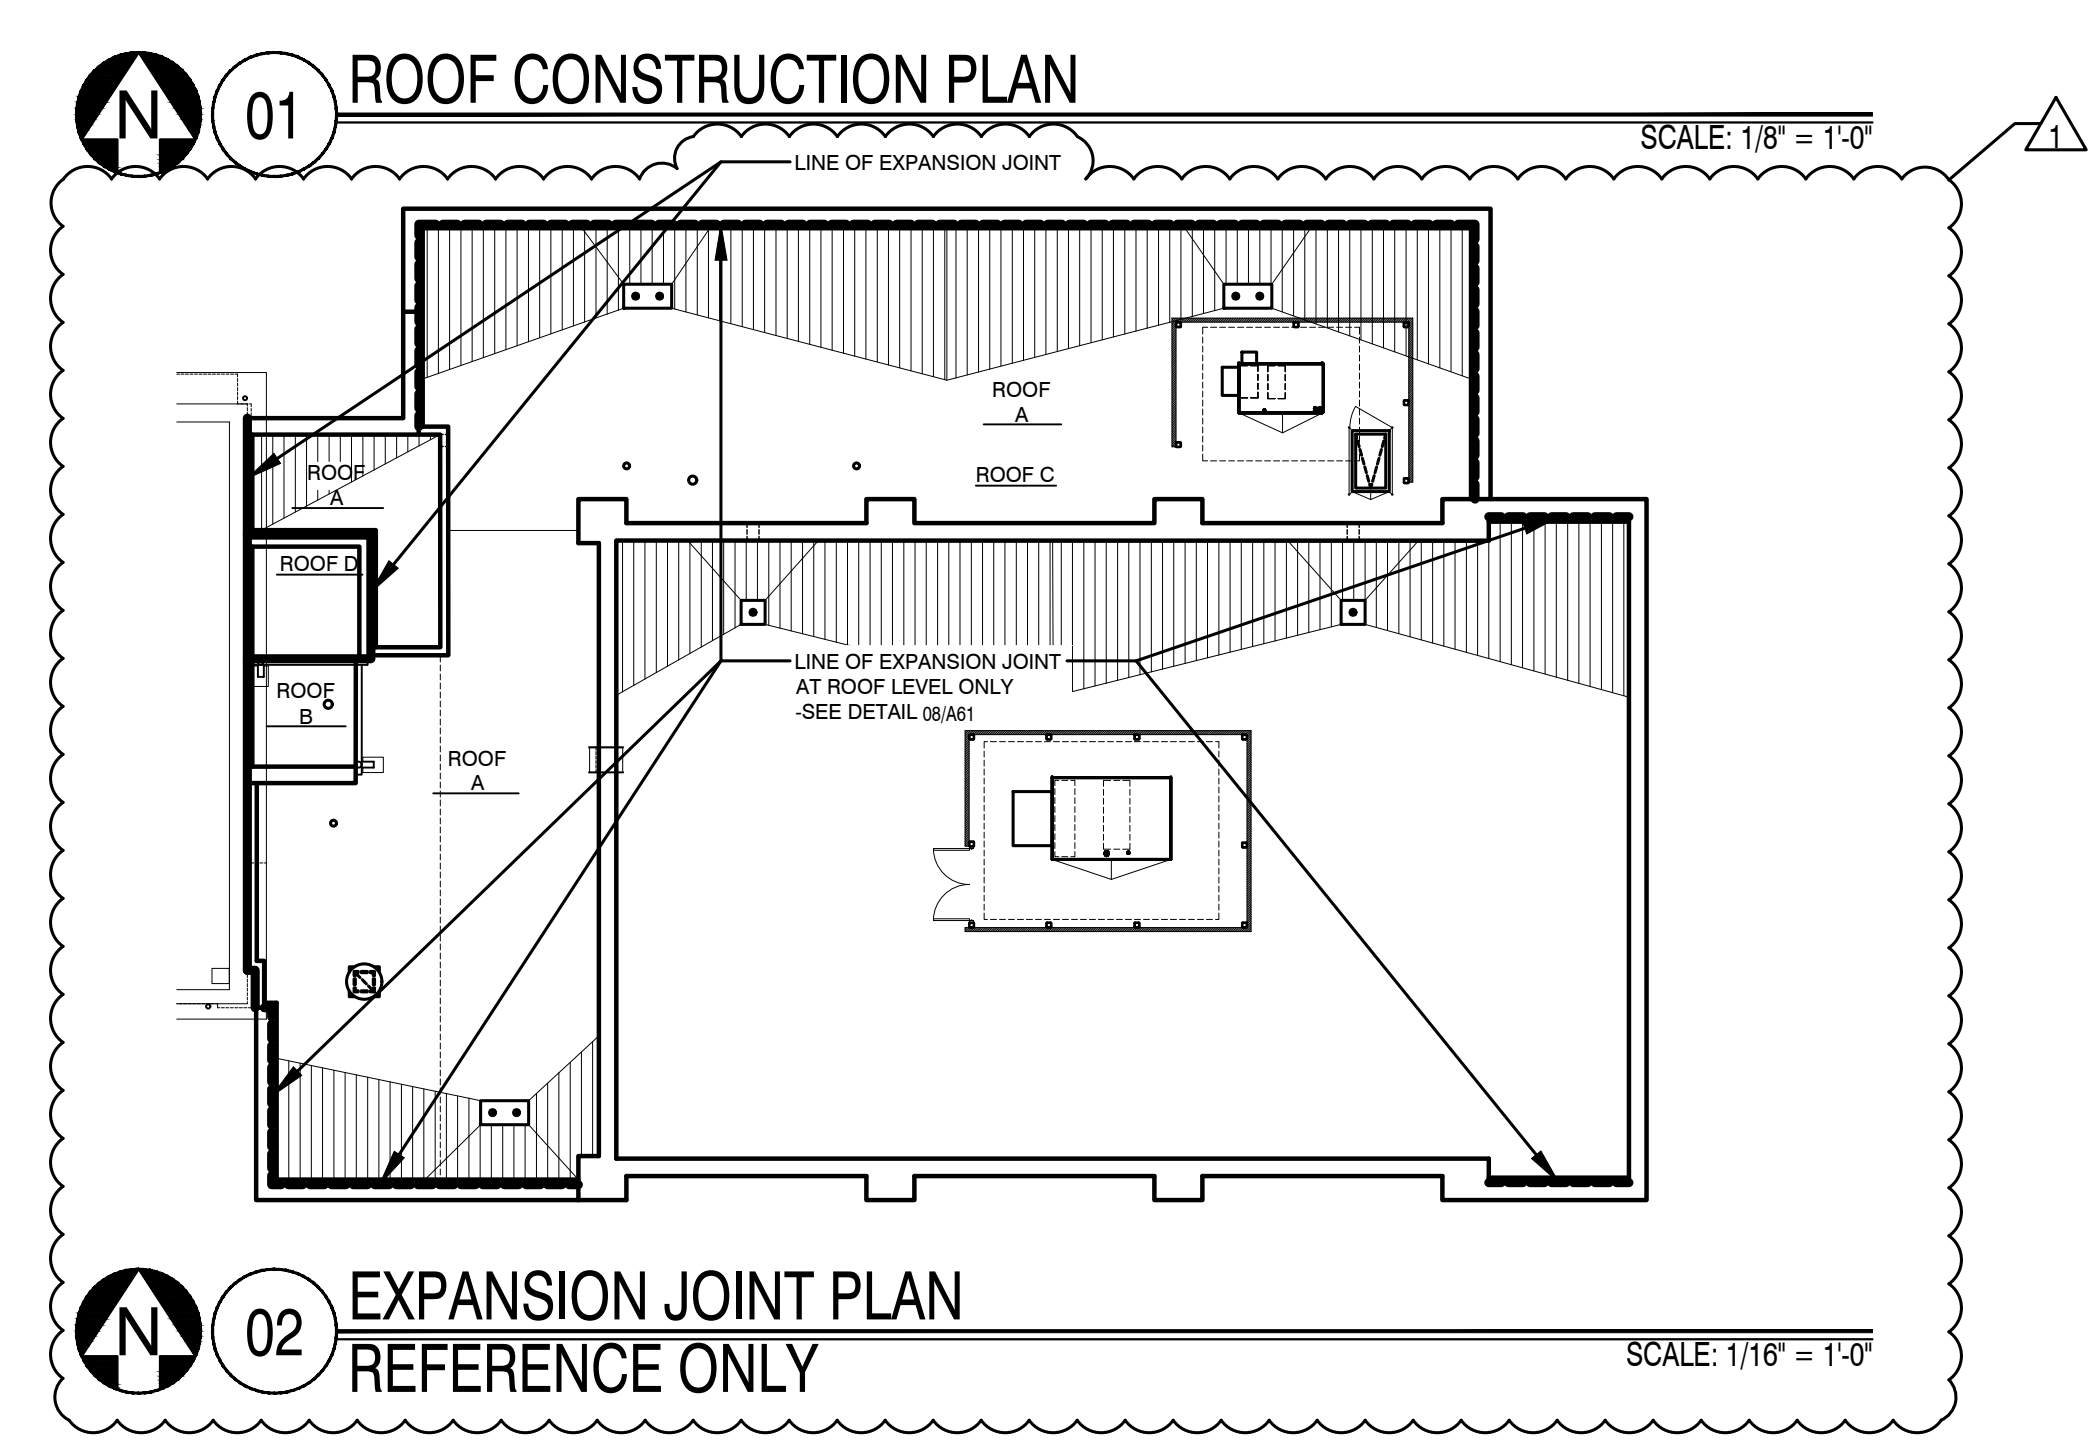 N
01
ROOF CONSTRUCTION PLAN
SCALE: 1/8" = 1'-0"
1
LINE OF EXPANSION JOINT
ROOF
A
ROOF C
ROOF
A
ROOF D
ROOF
B
ROOF
A
LINE OF EXPANSION JOINT
AT ROOF LEVEL ONLY
-SEE DETAIL 08/A61
N
02
EXPANSION JOINT PLAN
REFERENCE ONLY
SCALE: 1/16" = 1'-0"